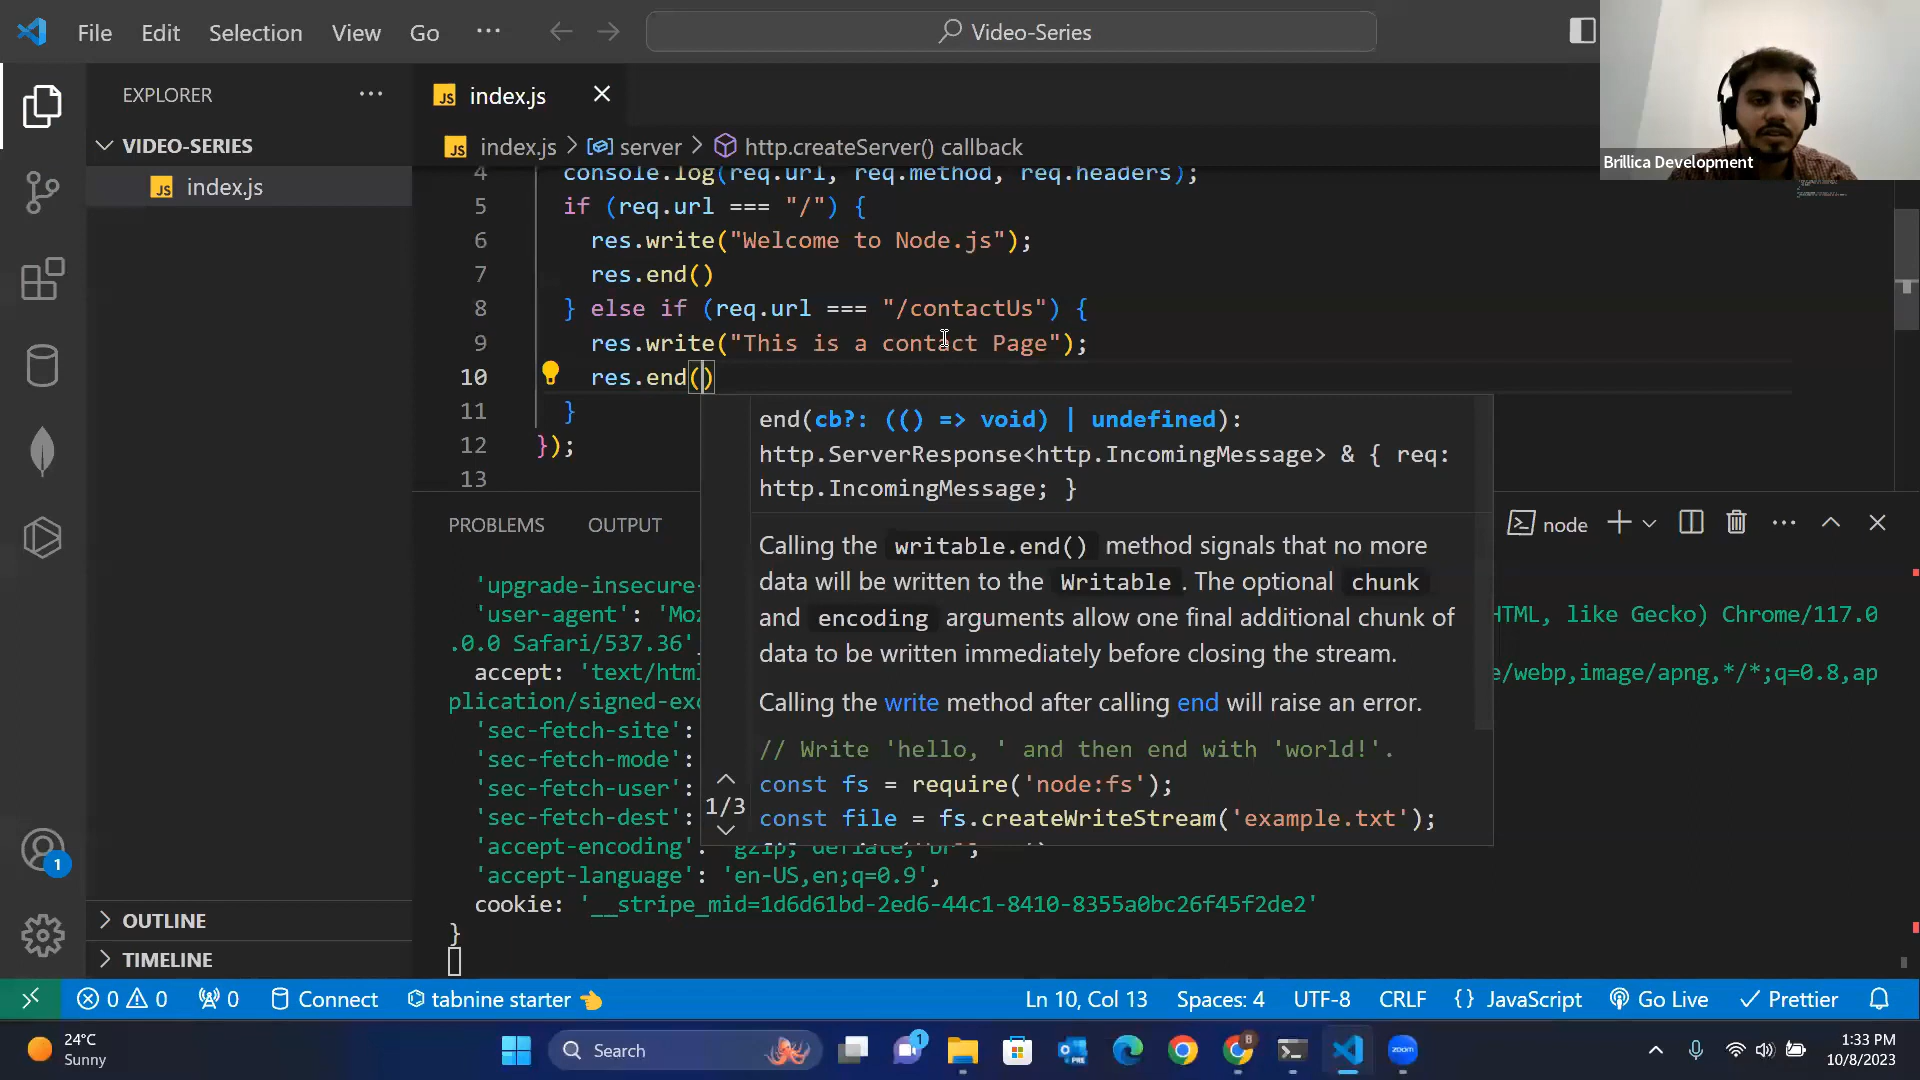 File Edit Selection View Go ···
Video-Series
Brillica Development
EXPLORER ···
VIDEO-SERIES
JS index.js
OUTLINE
TIMELINE
JS index.js
JS index.js > server > http.createServer() callback
4 console.log(req.url, req.method, req.headers);
5 if (req.url === "/") {
6 res.write("Welcome to Node.js");
7 res.end()
8 } else if (req.url === "/contactUs") {
9 res.write("This is a contact Page");
10 res.end()
11 }
12 });
13
end(cb?: (() => void) | undefined):
http.ServerResponse<http.IncomingMessage> & { req:
http.IncomingMessage; }
Calling the writable.end() method signals that no more
data will be written to the Writable. The optional chunk
and encoding arguments allow one final additional chunk of
data to be written immediately before closing the stream.
Calling the write method after calling end will raise an error.
// Write 'hello, ' and then end with 'world!'.
const fs = require('node:fs');
const file = fs.createWriteStream('example.txt');
1/3
PROBLEMS OUTPUT
node
'upgrade-insecure-
'user-agent': 'Moz HTML, like Gecko) Chrome/117.0
.0.0 Safari/537.36'
accept: 'text/htm e/webp,image/apng,*/*;q=0.8,ap
plication/signed-exc
'sec-fetch-site':
'sec-fetch-mode':
'sec-fetch-user':
'sec-fetch-dest':
'accept-encoding': 'gzip, deflate, br',
'accept-language': 'en-US,en;q=0.9',
cookie: '__stripe_mid=1d6d61bd-2ed6-44c1-8410-8355a0bc26f45f2de2'
}
1
0 0 0 Connect tabnine starter Ln 10, Col 13 Spaces: 4 UTF-8 CRLF {} JavaScript Go Live Prettier
24°C
Sunny
Search
1
PRE
B
zoom
1:33 PM
10/8/2023